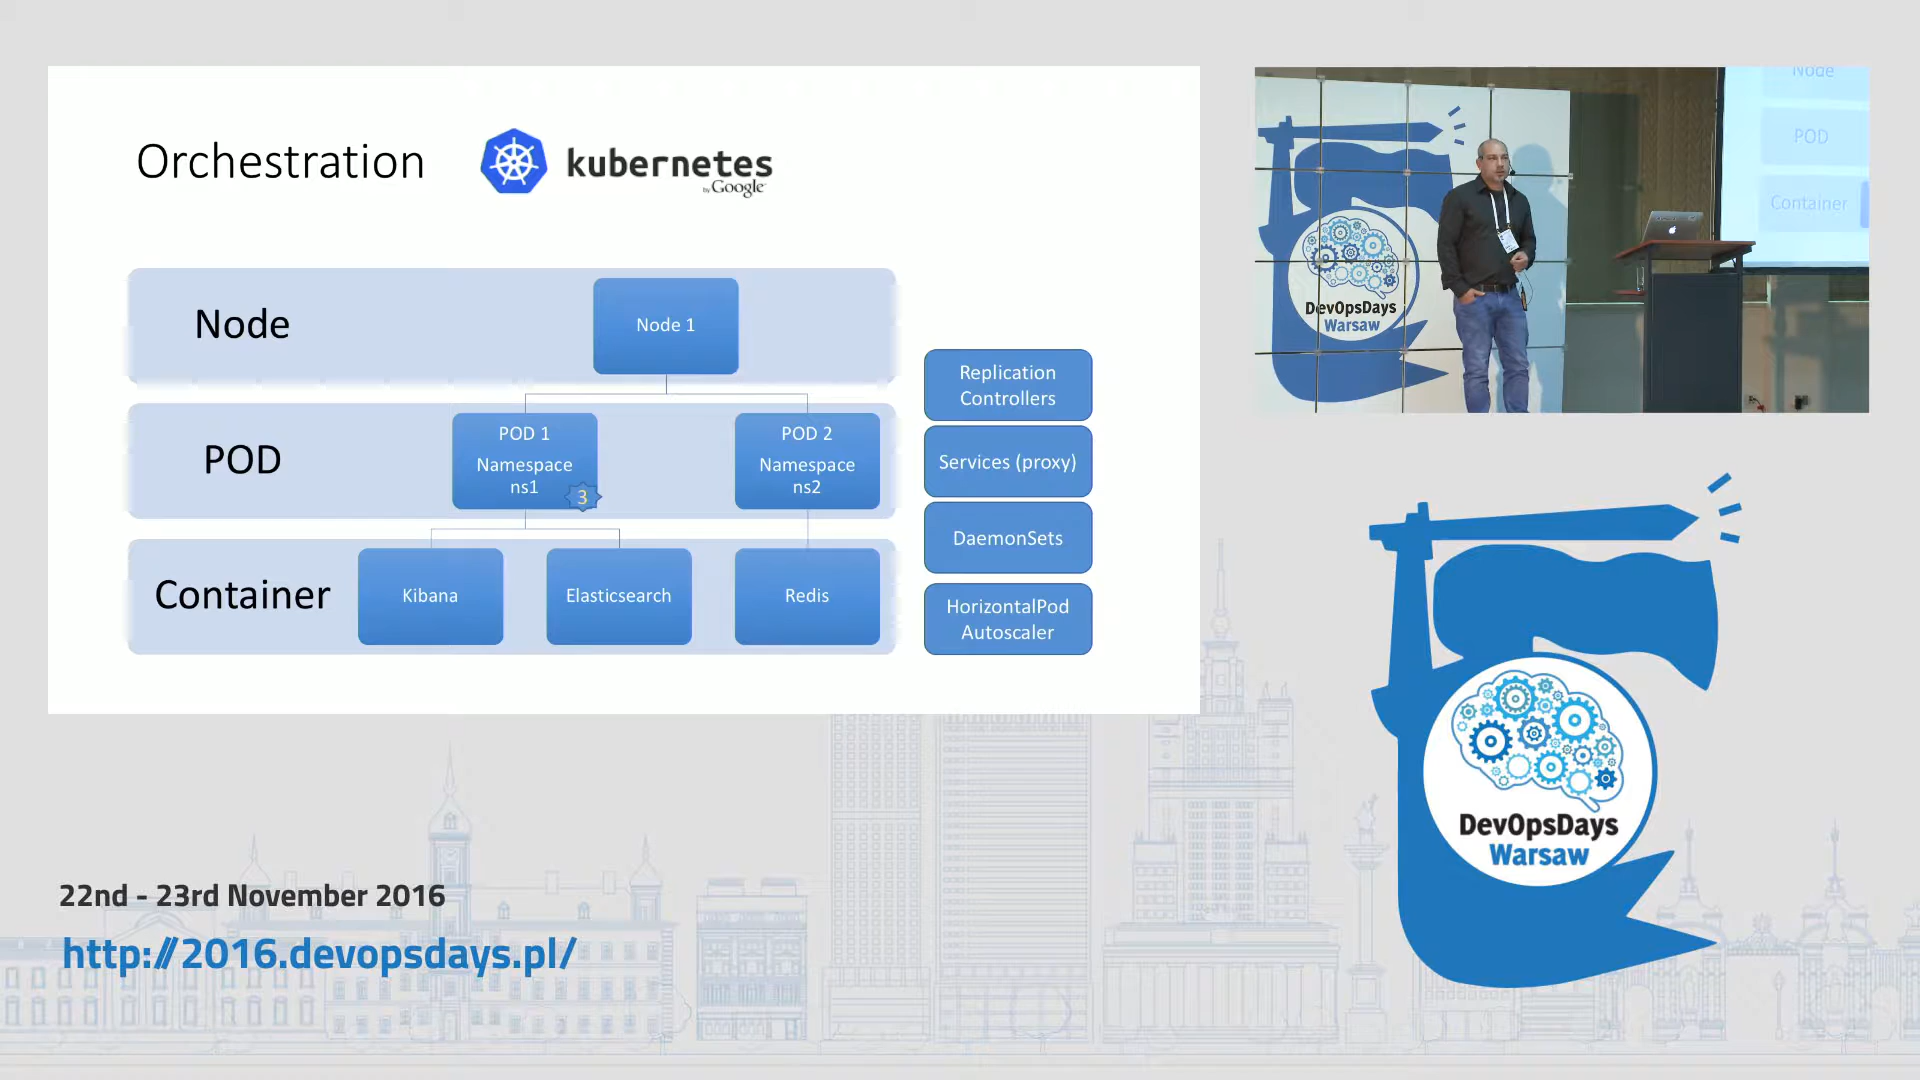 Orchestration
kubernetes
by Google
Node
Node 1
POD
POD 1
Namespace
ns1
3
POD 2
Namespace
ns2
Container
Kibana
Elasticsearch
Redis
Replication
Controllers
Services (proxy)
DaemonSets
HorizontalPod
Autoscaler
Node
POD
Container
DevOpsDays
Warsaw
DevOpsDays
Warsaw
22nd - 23rd November 2016
http://2016.devopsdays.pl/